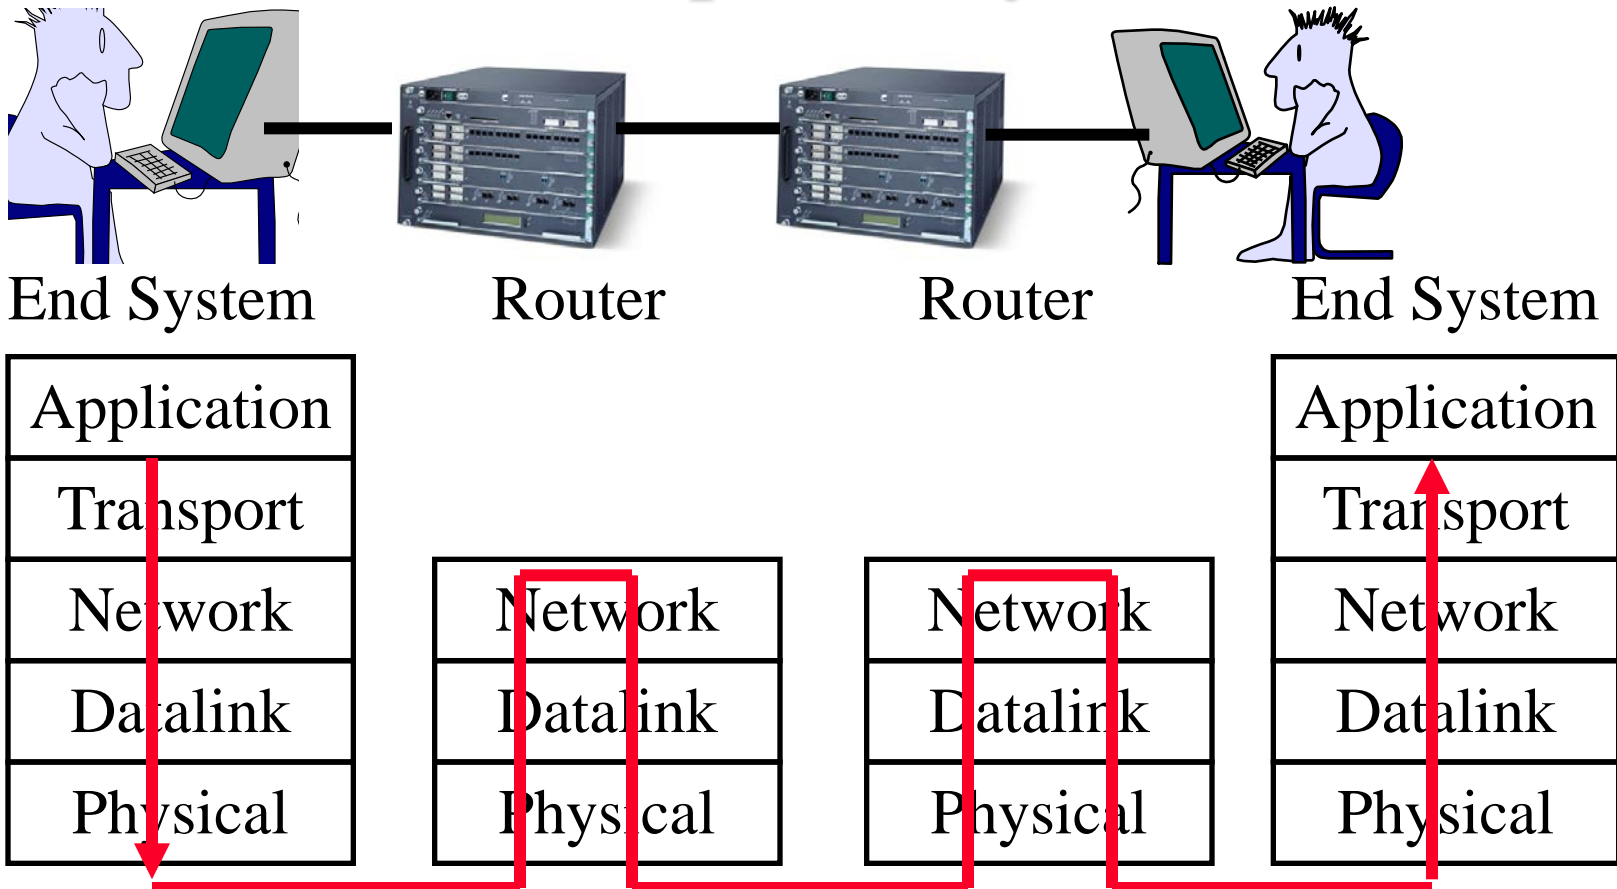 End System
Router
Router
End System
Application
Application
Transport
Transport
Network
Network
Network
Network
Datalink
Datalink
Datalink
Datalink
Physical
Physical
Physical
Physical